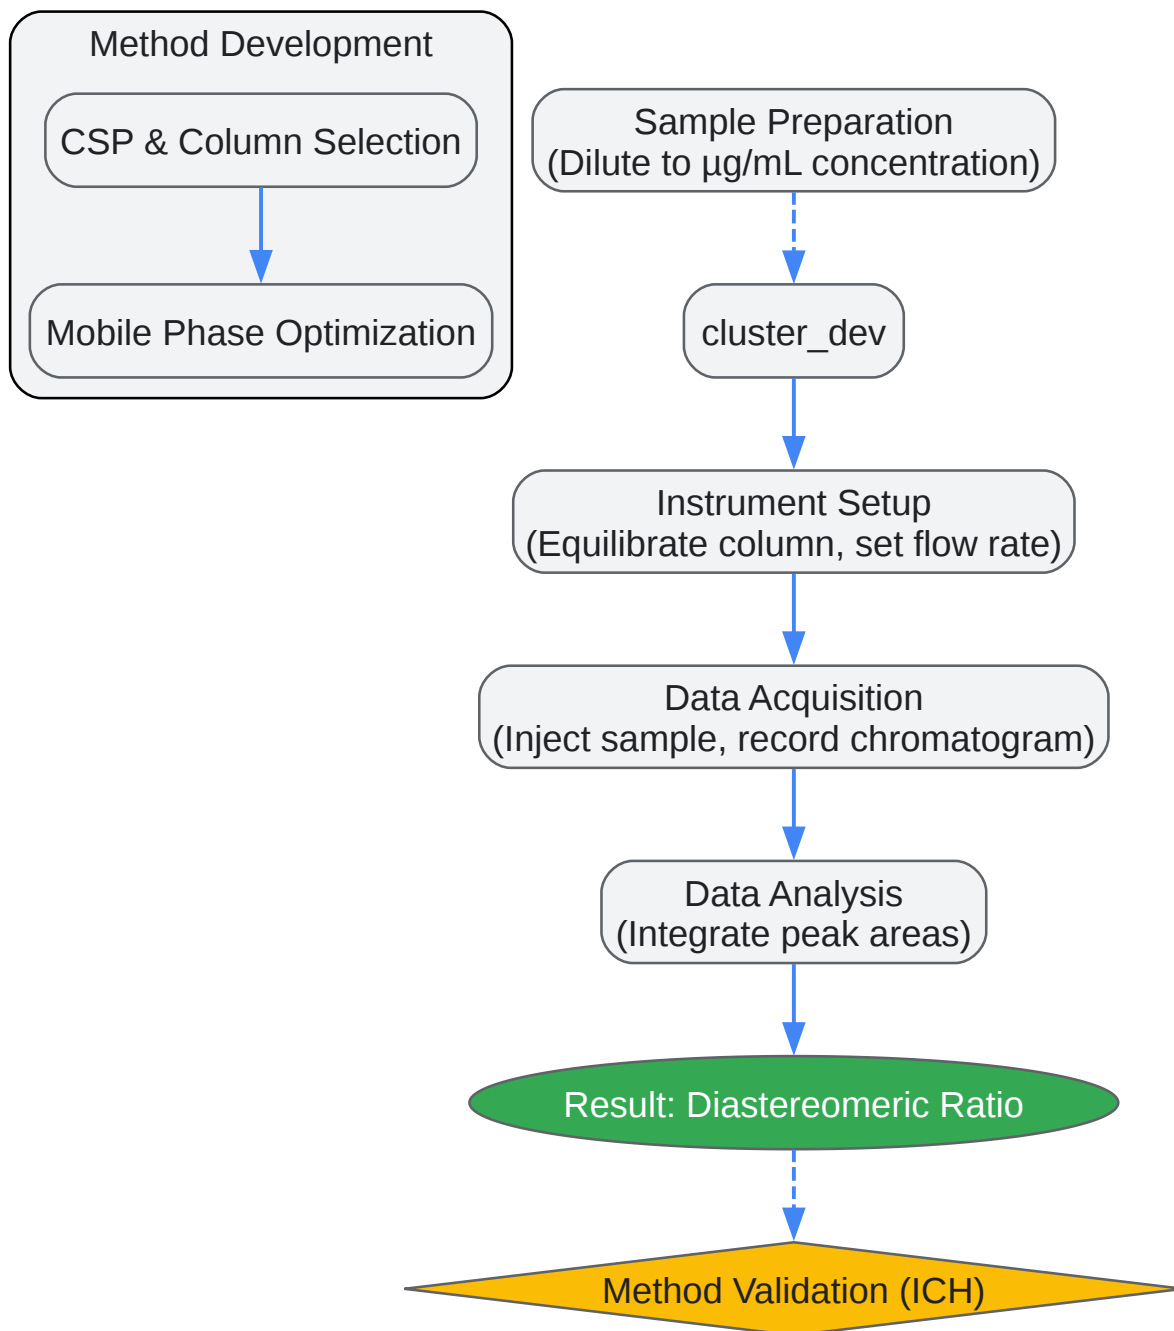 Method Development
CSP & Column Selection
Mobile Phase Optimization
Sample Preparation
(Dilute to µg/mL concentration)
cluster_dev
Instrument Setup
(Equilibrate column, set flow rate)
Data Acquisition
(Inject sample, record chromatogram)
Data Analysis
(Integrate peak areas)
Result: Diastereomeric Ratio
Method Validation (ICH)